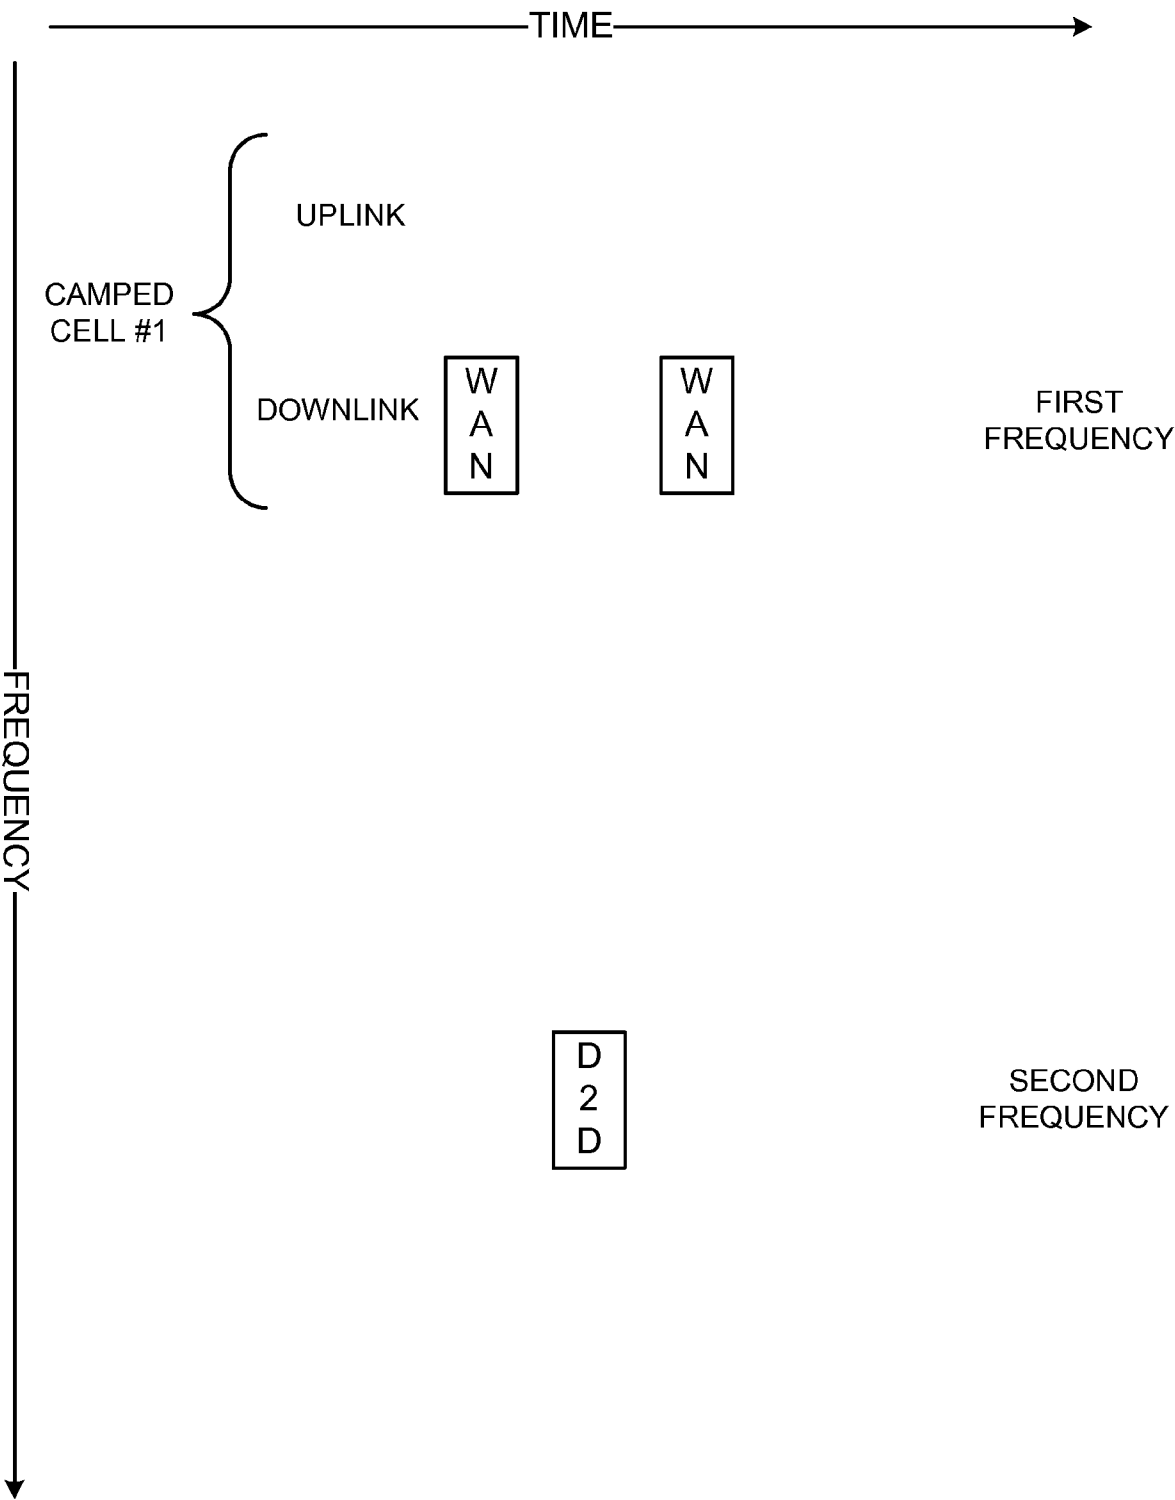 TIME
UPLINK
CAMPED
CELL #1
DOWNLINK
W
A
N
W
A
N
FIRST
FREQUENCY
FREQUENCY
D
2
D
SECOND
FREQUENCY